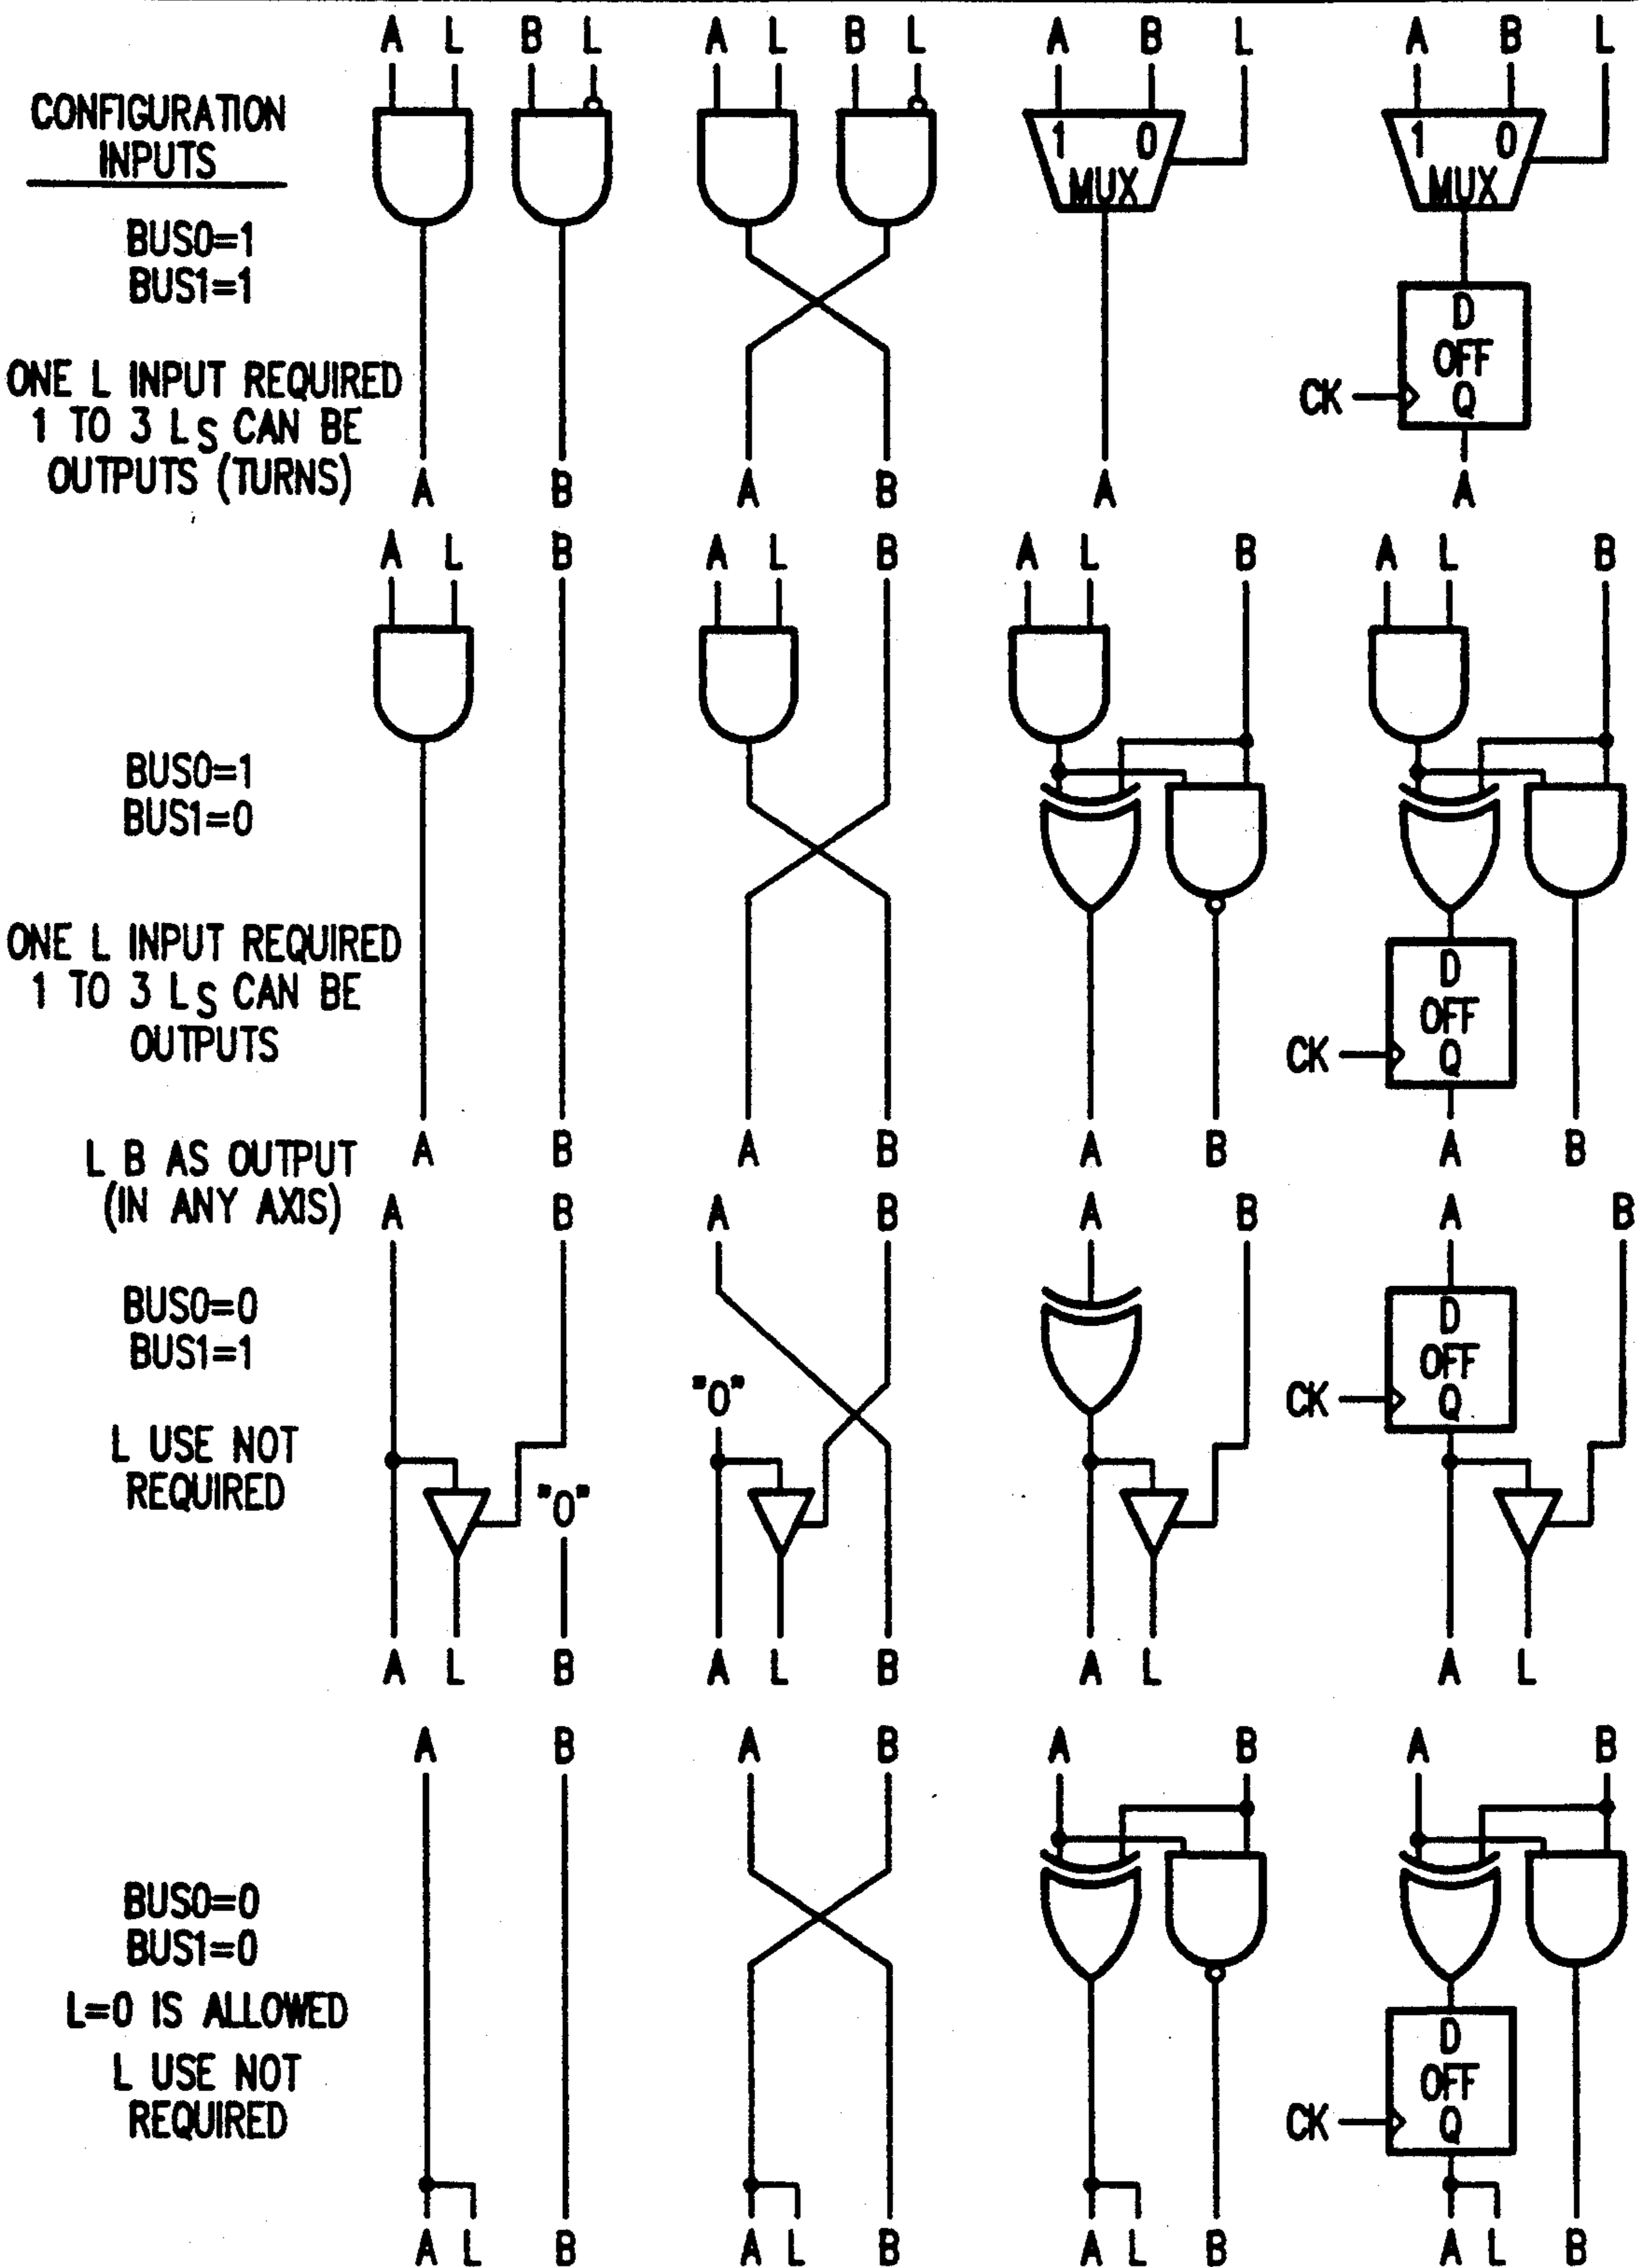 A L B L A L B L A B L A B L
CONFIGURATION
INPUTS
1 0 1 0
MUX MUX
BUS0=1
BUS1=1
D
OFF
CK Q
ONE L INPUT REQUIRED
1 TO 3 LS CAN BE
OUTPUTS (TURNS)
A B A B A A
A L B A L B A L B A L B
BUS0=1
BUS1=0
ONE L INPUT REQUIRED
1 TO 3 LS CAN BE
OUTPUTS
D
OFF
CK Q
A B A B A B A B
L B AS OUTPUT
(IN ANY AXIS)
A B A B A B A B
BUS0=0
BUS1=1
D
OFF
CK Q
"0"
L USE NOT
REQUIRED
"0"
A L B A L B A L A L
A B A B A B A B
BUS0=0
BUS1=0
L=0 IS ALLOWED
L USE NOT
REQUIRED
D
OFF
CK Q
A L B A L B A L B A L B